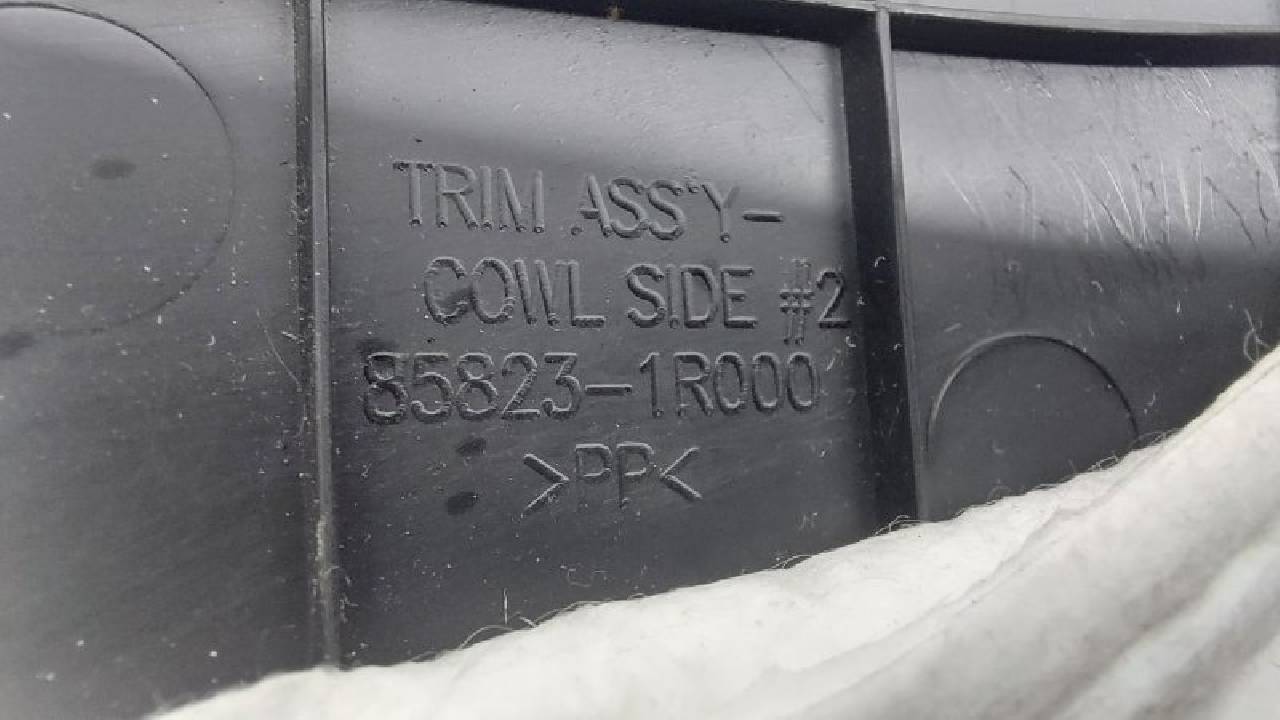 TRIM ASS'Y-
COWL SIDE #2
85823-1R000
>PP<